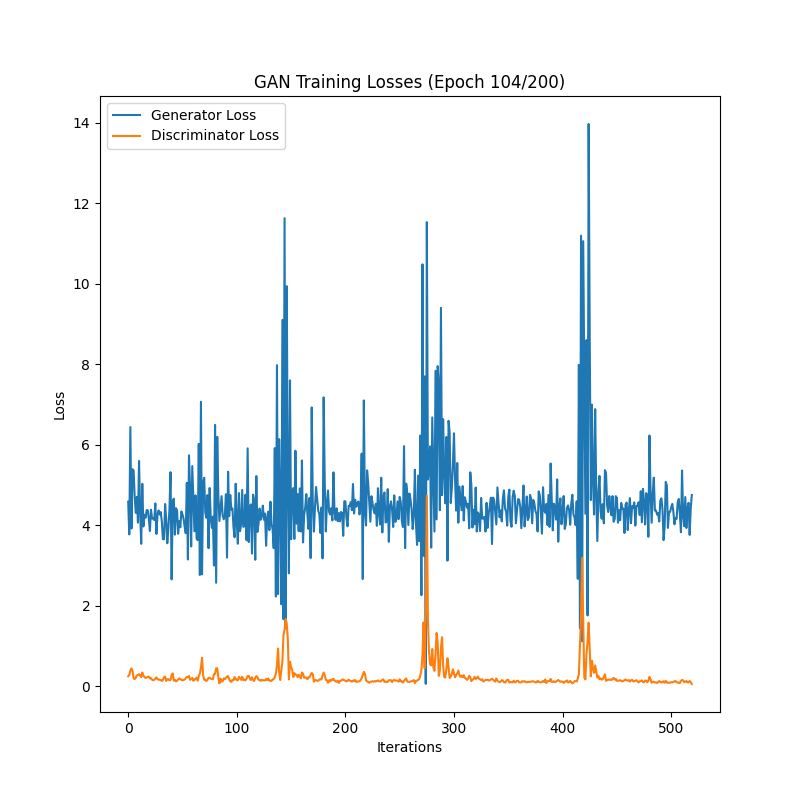 GAN Training Losses (Epoch 104/200)
Generator Loss
Discriminator Loss
14
12
10
8
6
4
2
0
Loss
0 100 200 300 400 500
Iterations